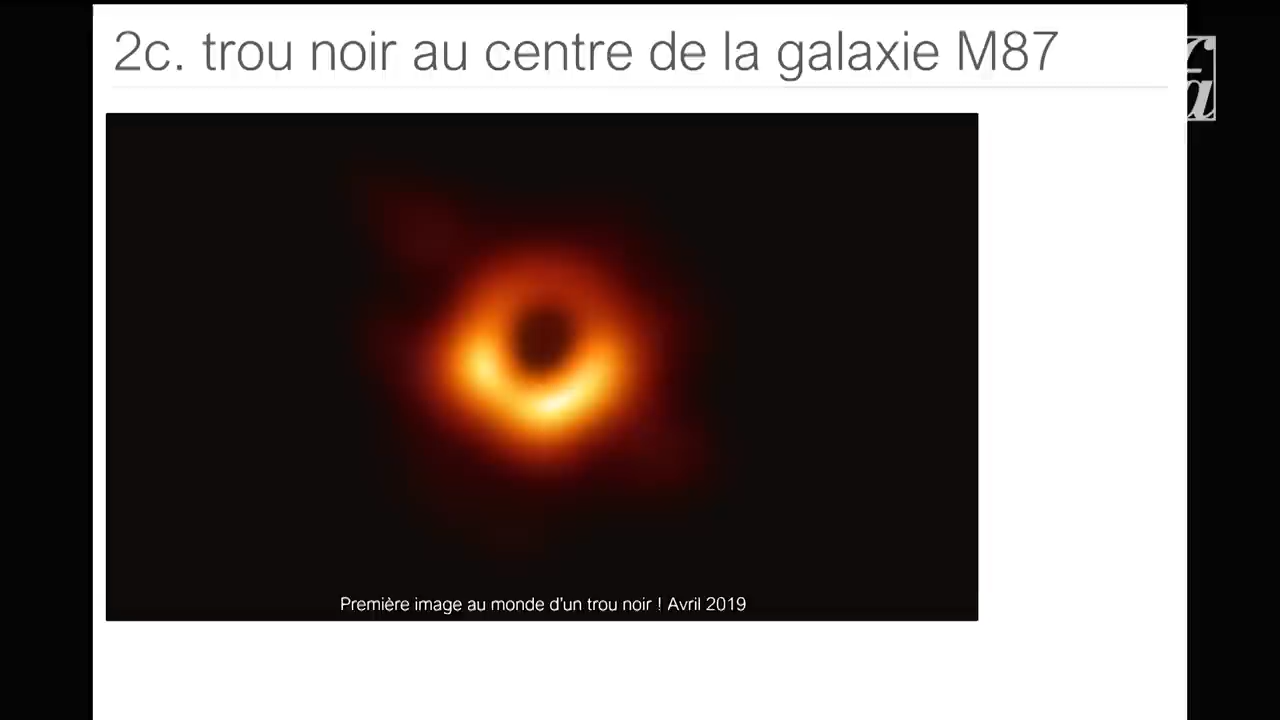 2c. trou noir au centre de la galaxie M87
Première image au monde d'un trou noir ! Avril 2019